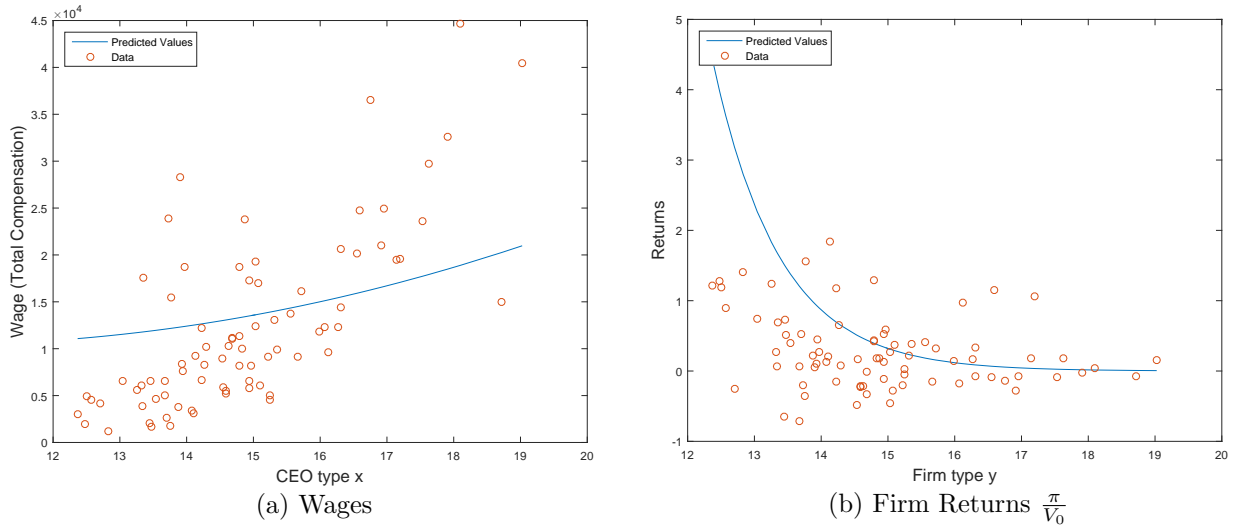 ×10⁴
4.5
4
3.5
3
2.5
2
1.5
1
0.5
0
Predicted Values
Data
Wage (Total Compensation)
12 13 14 15 16 17 18 19 20
CEO type x
(a) Wages
5
4
3
2
1
0
-1
Predicted Values
Data
Returns
12 13 14 15 16 17 18 19 20
Firm type y
(b) Firm Returns π/V₀